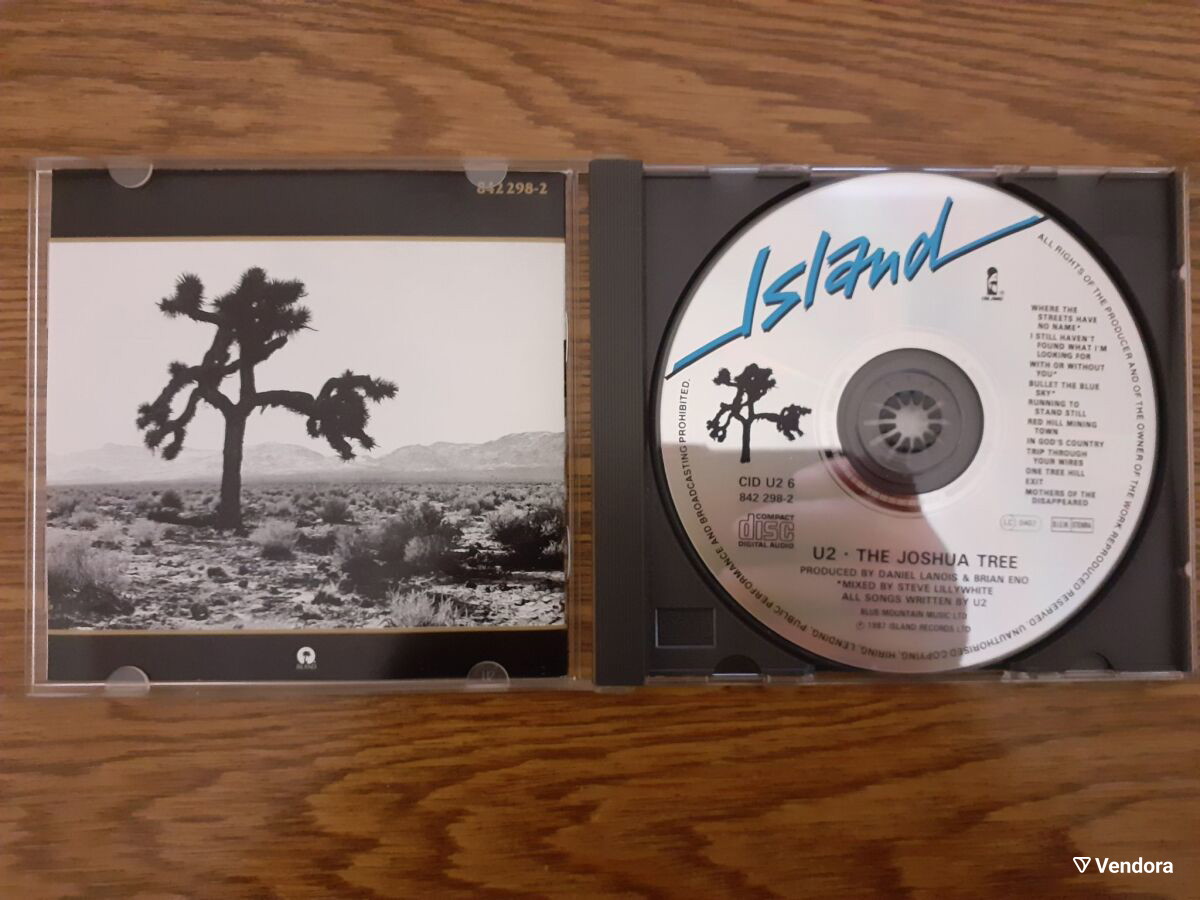 842 298-2
ISLAND
Island
ISLAND
ALL RIGHTS OF THE PRODUCER AND OF THE OWNER OF THE WORK REPRODUCED RESERVED. UNAUTHORISED COPYING, HIRING, LENDING, PUBLIC PERFORMANCE AND BROADCASTING PROHIBITED.
WHERE THE
STREETS HAVE
NO NAME*
I STILL HAVEN'T
FOUND WHAT I'M
LOOKING FOR
WITH OR WITHOUT
YOU*
BULLET THE BLUE
SKY*
RUNNING TO
STAND STILL
RED HILL MINING
TOWN
IN GOD'S COUNTRY
TRIP THROUGH
YOUR WIRES
ONE TREE HILL
EXIT
MOTHERS OF THE
DISAPPEARED
CID U2 6
842 298-2
COMPACT
disc
DIGITAL AUDIO
LC 0407
B.I.E.M. STEMRA
U2 · THE JOSHUA TREE
PRODUCED BY DANIEL LANOIS & BRIAN ENO
*MIXED BY STEVE LILLYWHITE
ALL SONGS WRITTEN BY U2
BLUE MOUNTAIN MUSIC LTD
℗ 1987 ISLAND RECORDS LTD
Vendora